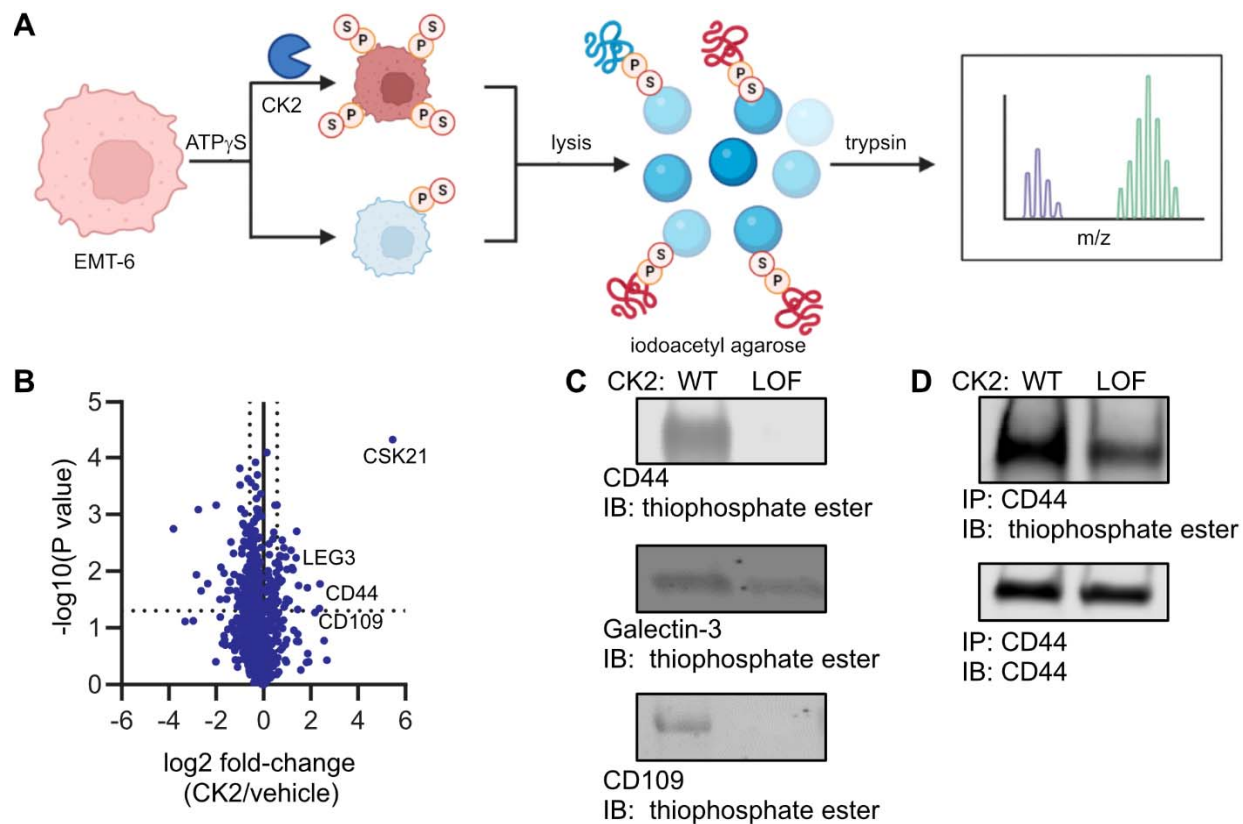 A
S
P
S
P
S
P
P
S
CK2
ATPγS
EMT-6
P
S
lysis
P
S
P
S
S
P
S
P
iodoacetyl agarose
trypsin
m/z
B
5
4
3
2
1
0
-6 -4 -2 0 2 4 6
-log10(P value)
log2 fold-change
(CK2/vehicle)
CSK21
LEG3
CD44
CD109
C
CK2: WT LOF
CD44
IB: thiophosphate ester
Galectin-3
IB: thiophosphate ester
CD109
IB: thiophosphate ester
D
CK2: WT LOF
IP: CD44
IB: thiophosphate ester
IP: CD44
IB: CD44